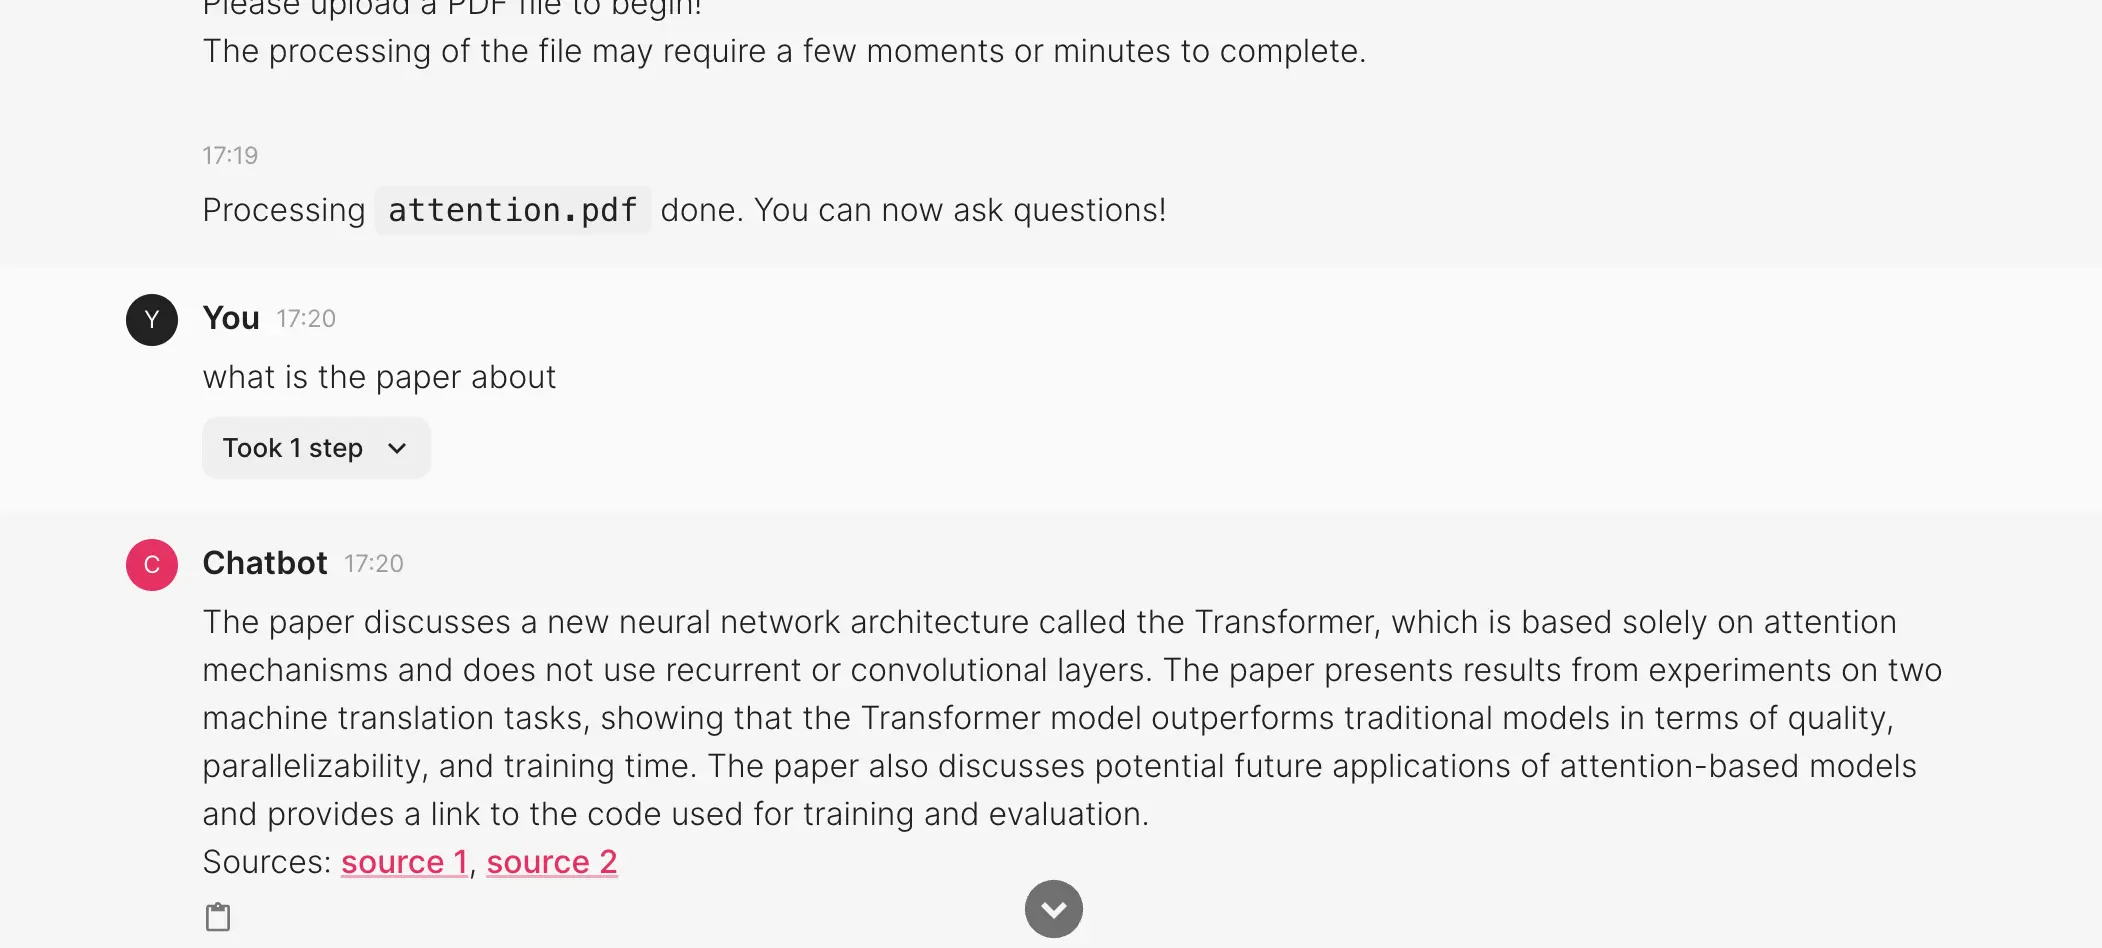 Please upload a PDF file to begin!
The processing of the file may require a few moments or minutes to complete.
17:19
Processing attention.pdf done. You can now ask questions!
Y You 17:20
what is the paper about
Took 1 step
C Chatbot 17:20
The paper discusses a new neural network architecture called the Transformer, which is based solely on attention
mechanisms and does not use recurrent or convolutional layers. The paper presents results from experiments on two
machine translation tasks, showing that the Transformer model outperforms traditional models in terms of quality,
parallelizability, and training time. The paper also discusses potential future applications of attention-based models
and provides a link to the code used for training and evaluation.
Sources: source 1, source 2